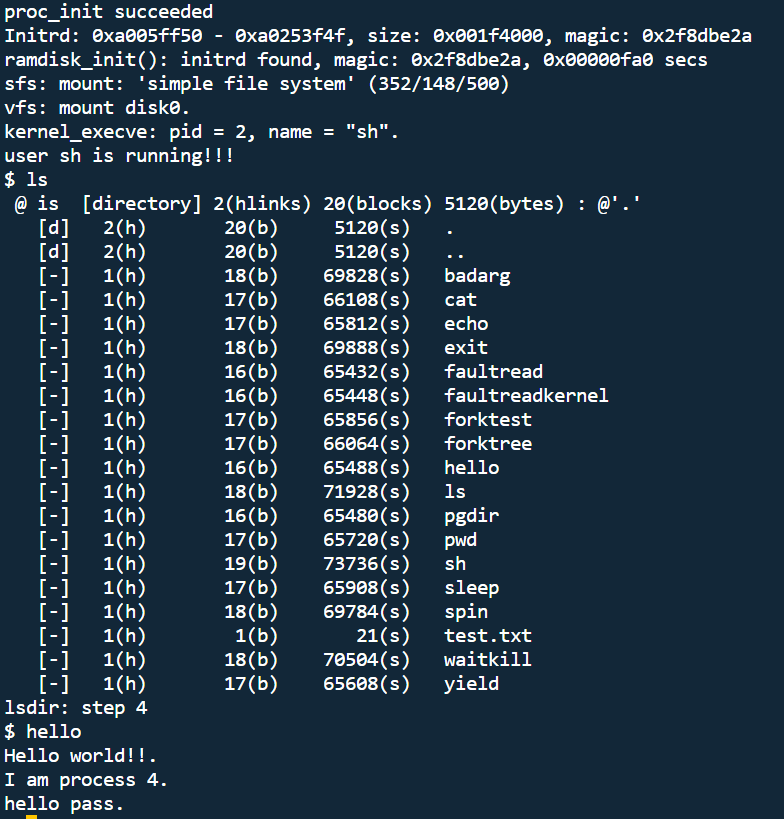 proc_init succeeded
Initrd: 0xa005ff50 - 0xa0253f4f, size: 0x001f4000, magic: 0x2f8dbe2a
ramdisk_init(): initrd found, magic: 0x2f8dbe2a, 0x00000fa0 secs
sfs: mount: 'simple file system' (352/148/500)
vfs: mount disk0.
kernel_execve: pid = 2, name = "sh".
user sh is running!!!
$ ls
 @ is  [directory] 2(hlinks) 20(blocks) 5120(bytes) : @'.'
   [d]   2(h)       20(b)     5120(s)   .
   [d]   2(h)       20(b)     5120(s)   ..
   [-]   1(h)       18(b)    69828(s)   badarg
   [-]   1(h)       17(b)    66108(s)   cat
   [-]   1(h)       17(b)    65812(s)   echo
   [-]   1(h)       18(b)    69888(s)   exit
   [-]   1(h)       16(b)    65432(s)   faultread
   [-]   1(h)       16(b)    65448(s)   faultreadkernel
   [-]   1(h)       17(b)    65856(s)   forktest
   [-]   1(h)       17(b)    66064(s)   forktree
   [-]   1(h)       16(b)    65488(s)   hello
   [-]   1(h)       18(b)    71928(s)   ls
   [-]   1(h)       16(b)    65480(s)   pgdir
   [-]   1(h)       17(b)    65720(s)   pwd
   [-]   1(h)       19(b)    73736(s)   sh
   [-]   1(h)       17(b)    65908(s)   sleep
   [-]   1(h)       18(b)    69784(s)   spin
   [-]   1(h)        1(b)       21(s)   test.txt
   [-]   1(h)       18(b)    70504(s)   waitkill
   [-]   1(h)       17(b)    65608(s)   yield
lsdir: step 4
$ hello
Hello world!!.
I am process 4.
hello pass.